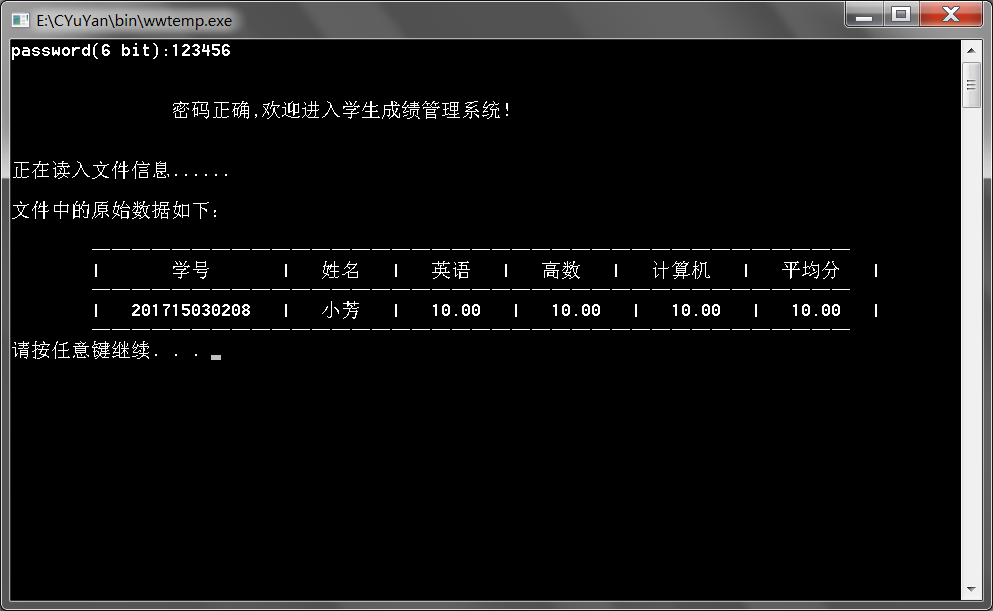 E:\CYuYan\bin\wwtemp.exe
password(6 bit):123456
密码正确,欢迎进入学生成绩管理系统!
正在读入文件信息......
文件中的原始数据如下:
| 学号 | 姓名 | 英语 | 高数 | 计算机 | 平均分 |
| 201715030208 | 小芳 | 10.00 | 10.00 | 10.00 | 10.00 |
请按任意键继续. . .